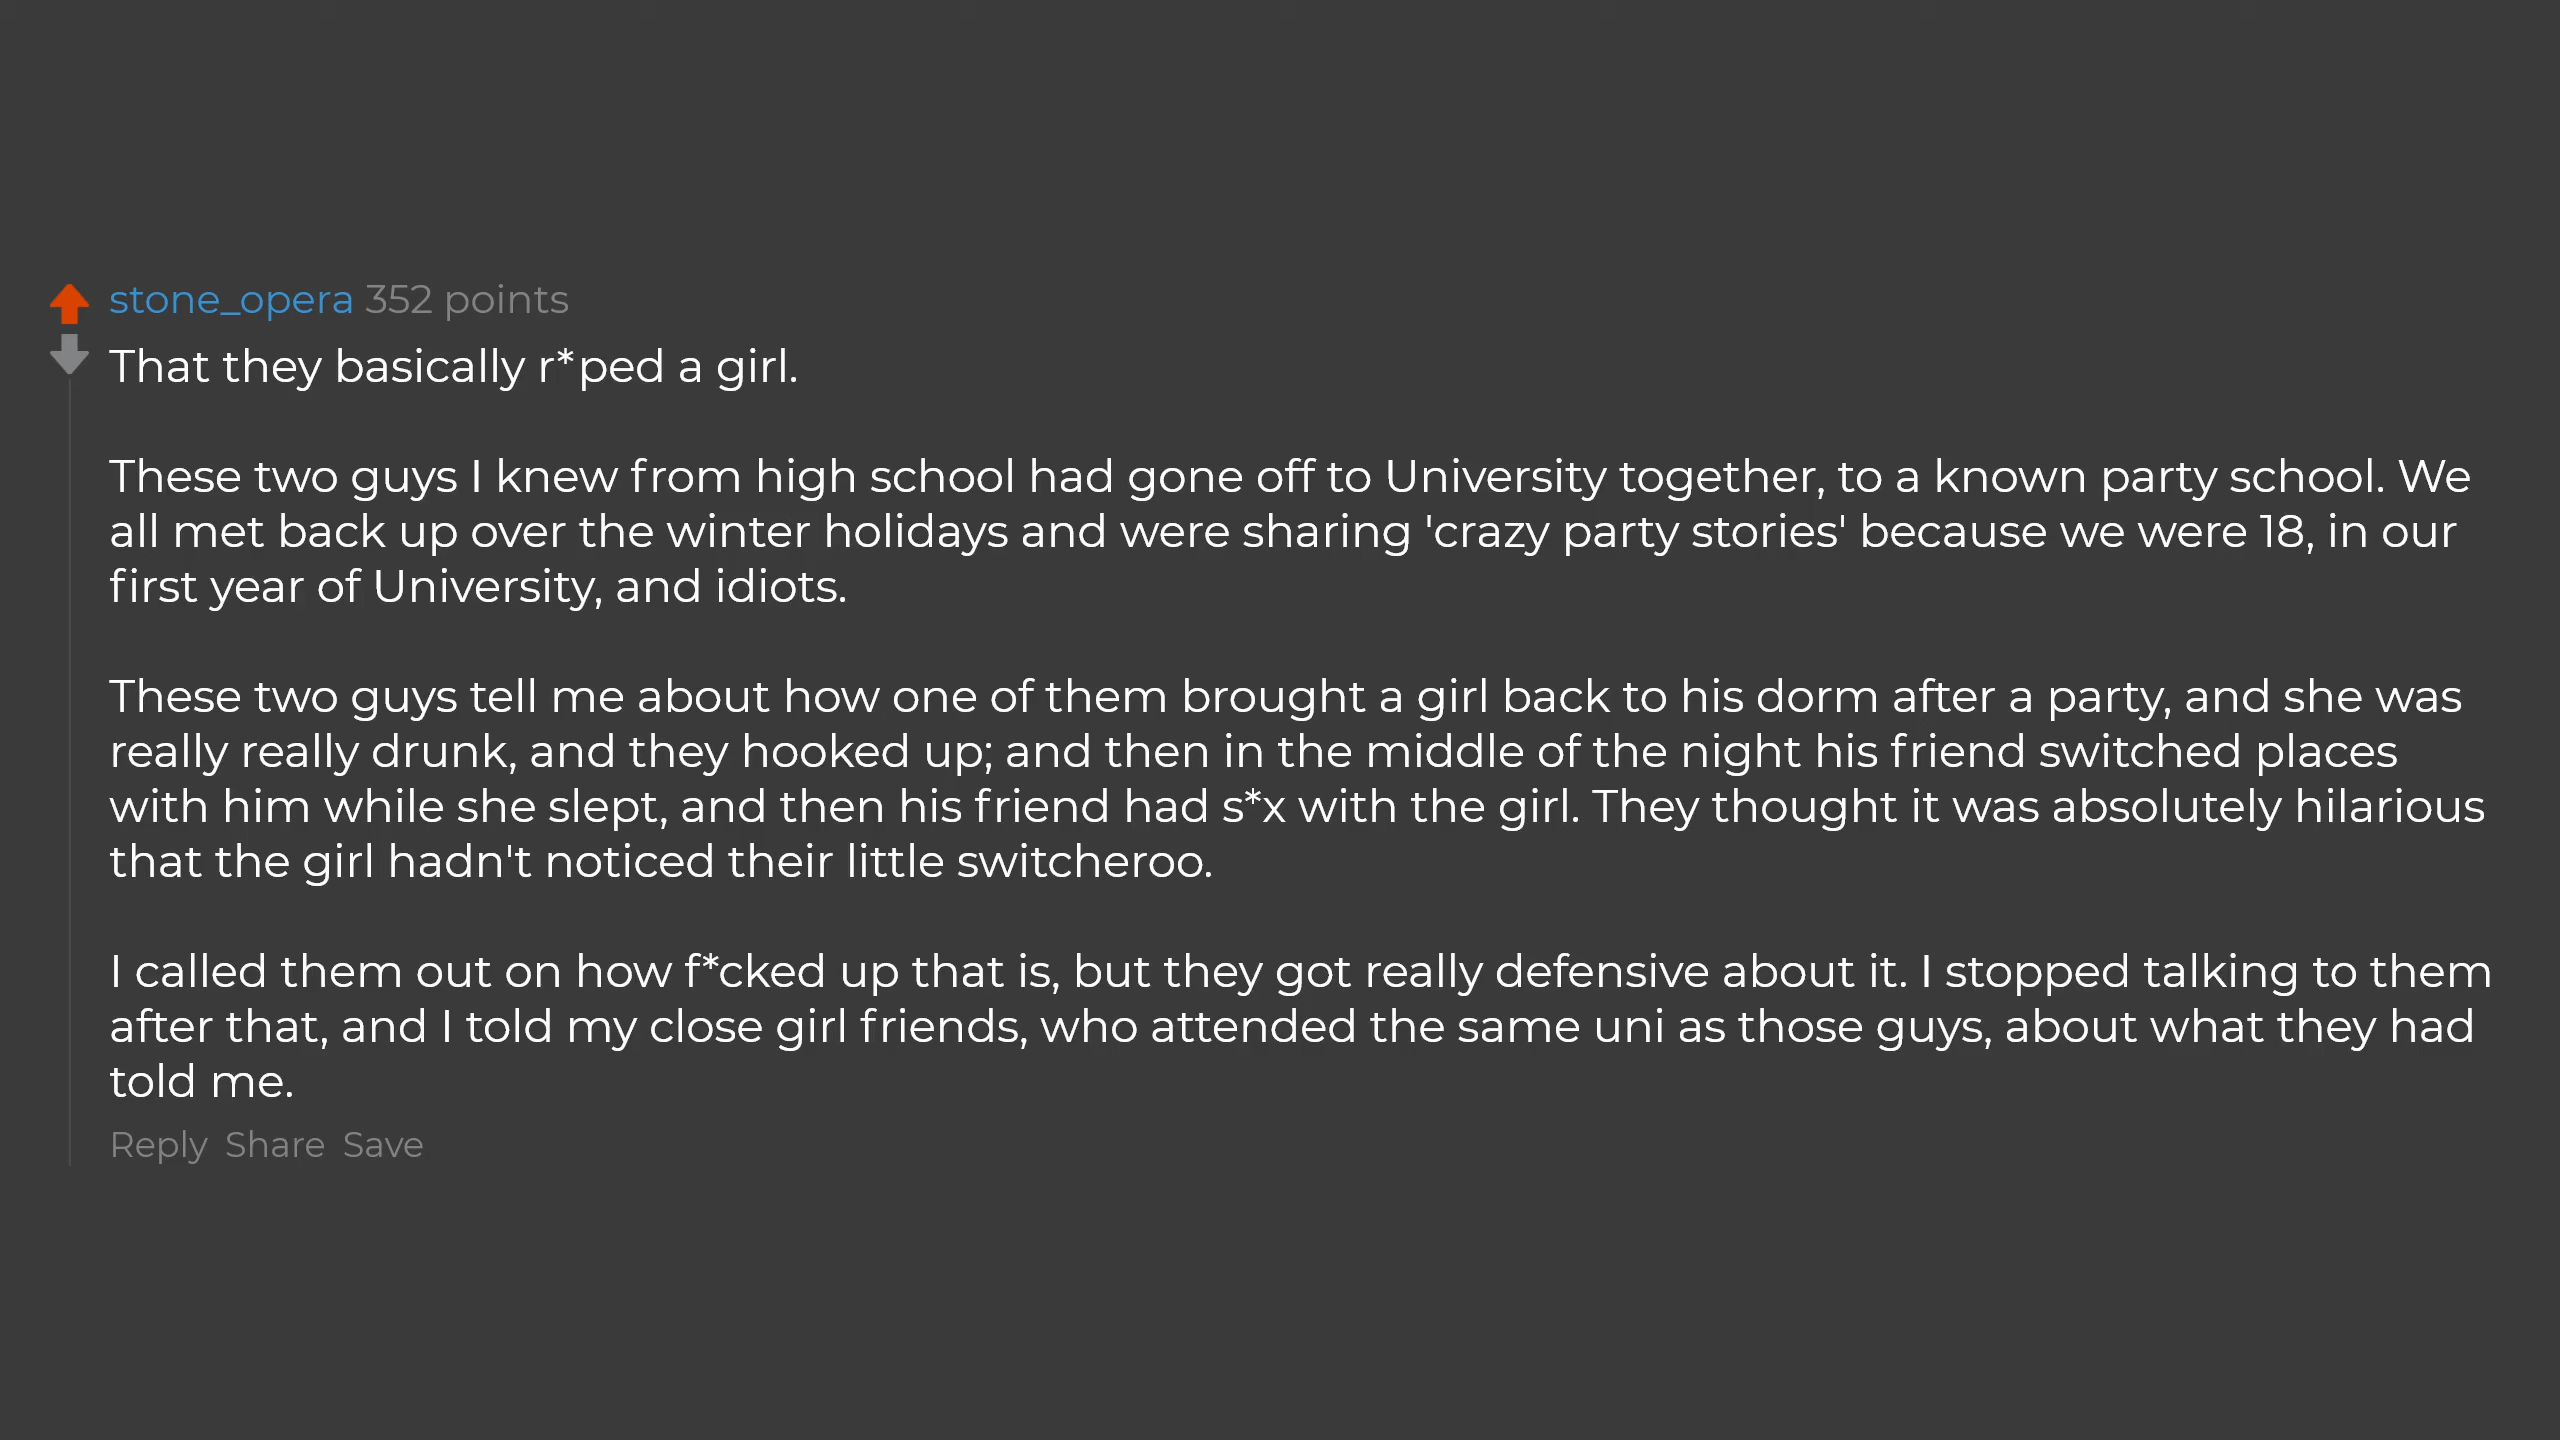 stone_opera 352 points
That they basically r*ped a girl.
These two guys I knew from high school had gone off to University together, to a known party school. We
all met back up over the winter holidays and were sharing 'crazy party stories' because we were 18, in our
first year of University, and idiots.
These two guys tell me about how one of them brought a girl back to his dorm after a party, and she was
really really drunk, and they hooked up; and then in the middle of the night his friend switched places
with him while she slept, and then his friend had s*x with the girl. They thought it was absolutely hilarious
that the girl hadn't noticed their little switcheroo.
I called them out on how f*cked up that is, but they got really defensive about it. I stopped talking to them
after that, and I told my close girl friends, who attended the same uni as those guys, about what they had
told me.
Reply Share Save